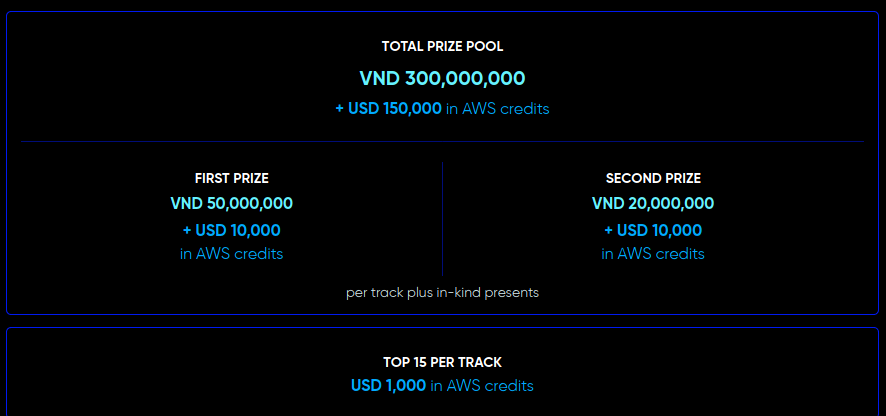 TOTAL PRIZE POOL
VND 300,000,000
+ USD 150,000 in AWS credits
FIRST PRIZE
VND 50,000,000
+ USD 10,000
in AWS credits
SECOND PRIZE
VND 20,000,000
+ USD 10,000
in AWS credits
per track plus in-kind presents
TOP 15 PER TRACK
USD 1,000 in AWS credits